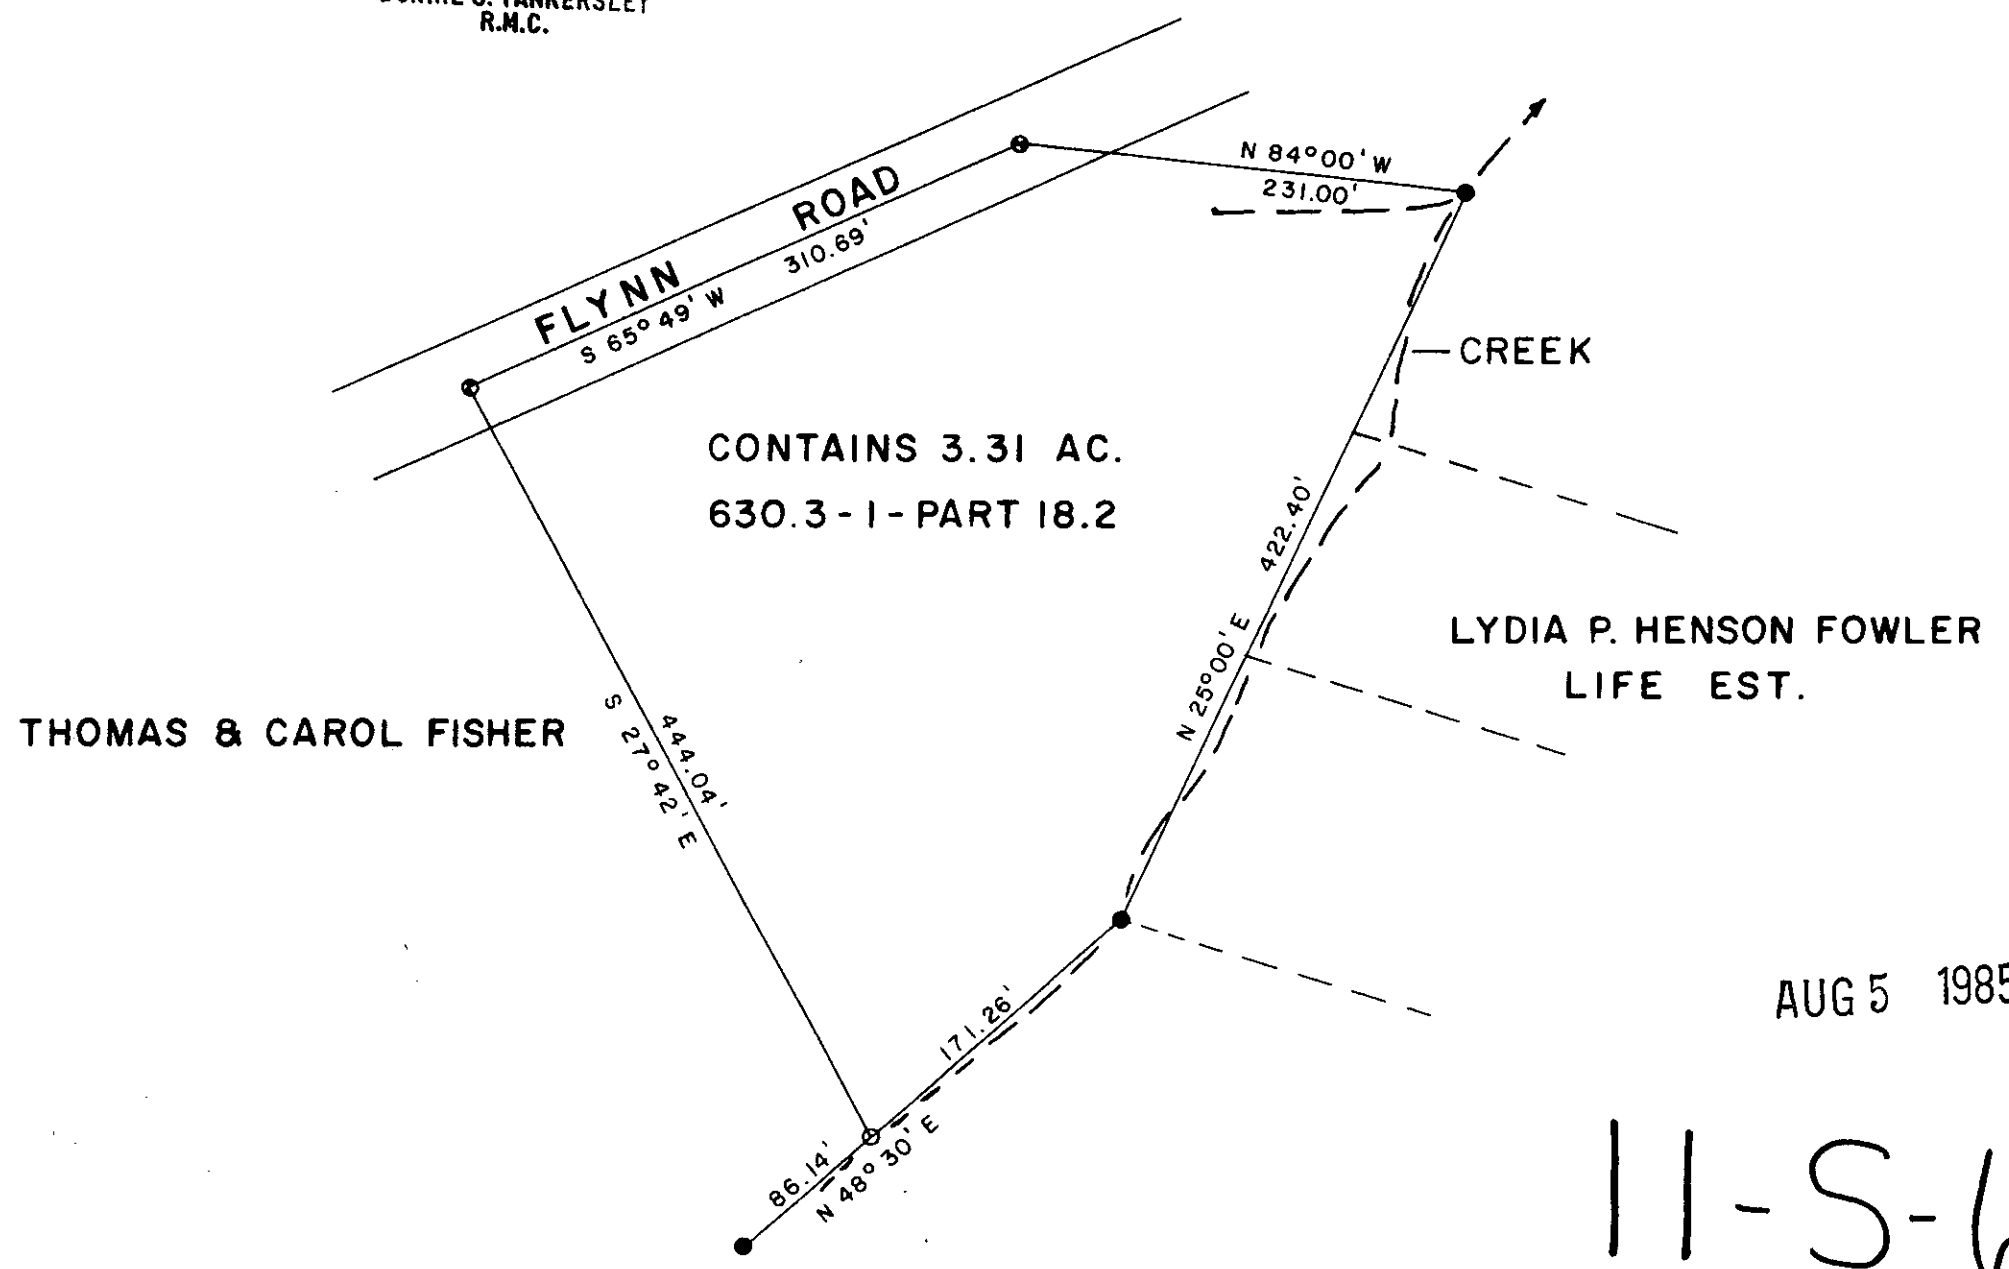 R.M.C.
N 84°00' W
231.00'
FLYNN ROAD
S 65° 49' W 310.69'
CREEK
CONTAINS 3.31 AC.
630.3-1-PART 18.2
422.40'
N 25°00' E
LYDIA P. HENSON FOWLER
LIFE EST.
THOMAS & CAROL FISHER
444.04'
S 27° 42' E
AUG 5 1985
171.26'
86.14'
N 48° 30' E
11-S-